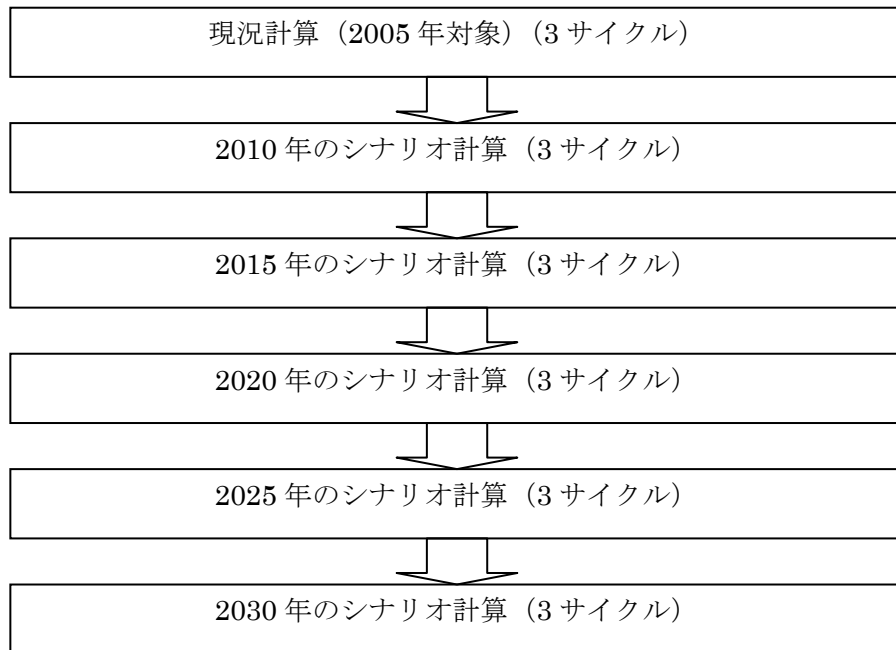 現況計算（2005 年対象）（3 サイクル）
2010 年のシナリオ計算（3 サイクル）
2015 年のシナリオ計算（3 サイクル）
2020 年のシナリオ計算（3 サイクル）
2025 年のシナリオ計算（3 サイクル）
2030 年のシナリオ計算（3 サイクル）